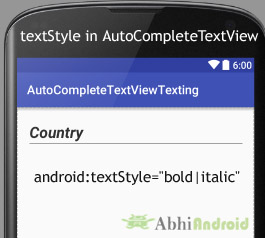 textStyle in AutoCompleteTextView
6:00
AutoCompleteTextViewTexting
Country
android:textStyle="bold|italic"
AbhiAndroid